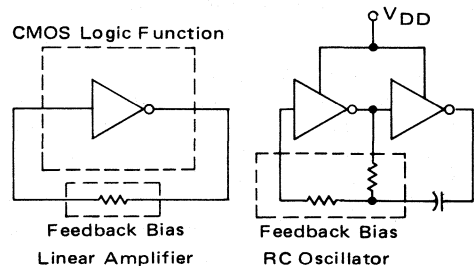 VDD
CMOS Logic Function
Feedback Bias
Linear Amplifier
Feedback Bias
RC Oscillator